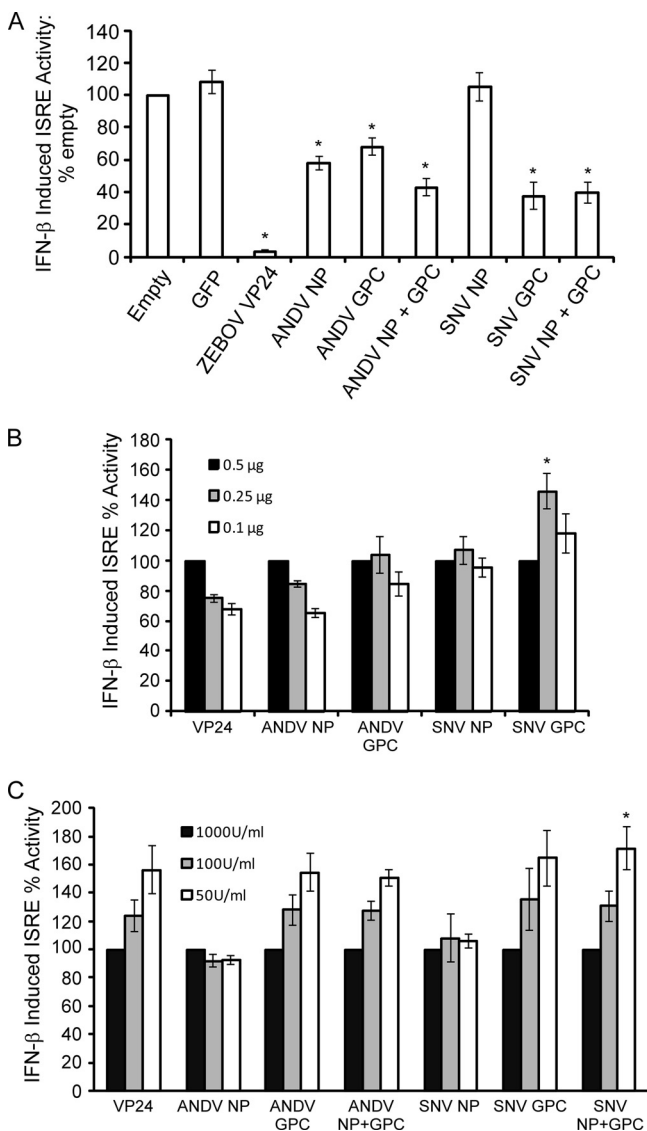 A
IFN-β Induced ISRE Activity:
% empty
140
120
100
80
60
40
20
0
*
*
*
*
*
*
Empty
GFP
ZEBOV VP24
ANDV NP
ANDV GPC
ANDV NP + GPC
SNV NP
SNV GPC
SNV NP + GPC
B
IFN-β Induced ISRE % Activity
180
160
140
120
100
80
60
40
20
0
0.5 µg
0.25 µg
0.1 µg
*
VP24
ANDV NP
ANDV
GPC
SNV NP
SNV GPC
C
IFN-β Induced ISRE % Activity
200
180
160
140
120
100
80
60
40
20
0
1000U/ml
100U/ml
50U/ml
*
VP24
ANDV NP
ANDV
GPC
ANDV
NP+GPC
SNV NP
SNV GPC
SNV
NP+GPC